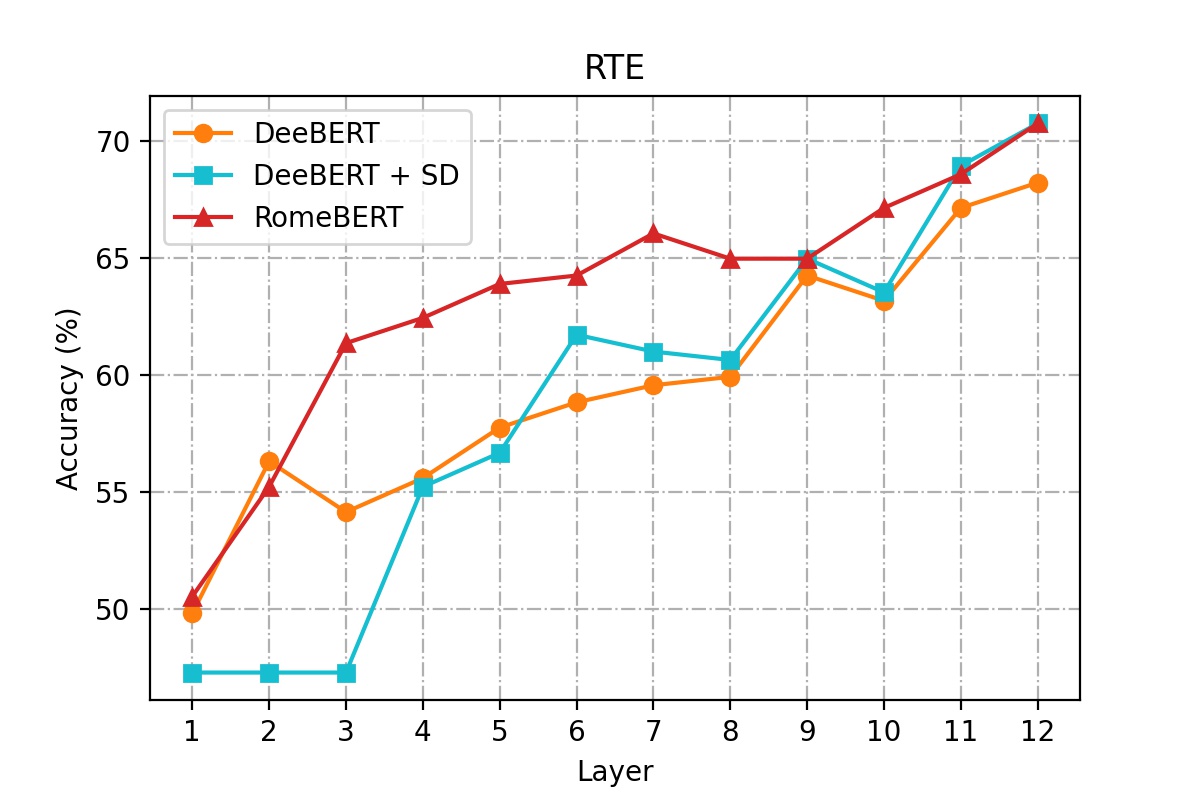 RTE
DeeBERT
DeeBERT + SD
RomeBERT
Accuracy (%)
70
65
60
55
50
1 2 3 4 5 6 7 8 9 10 11 12
Layer